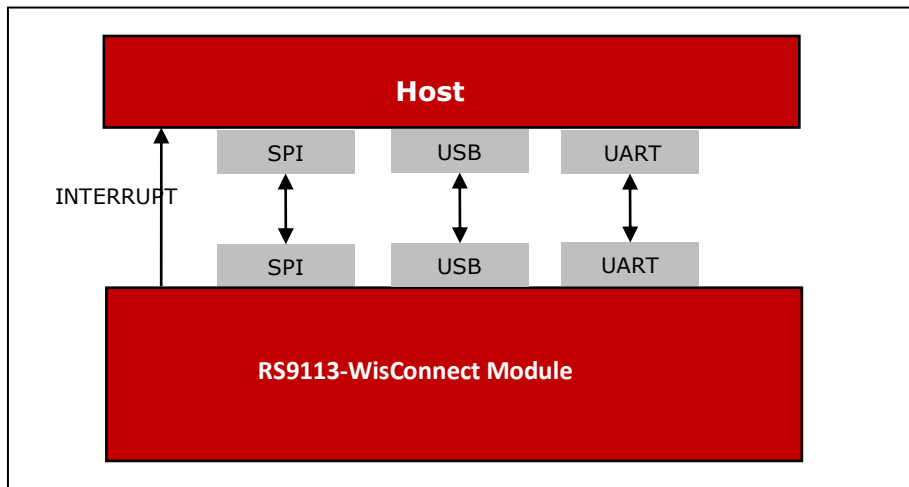 Host
SPI
USB
UART
INTERRUPT
SPI
USB
UART
RS9113-WisConnect Module